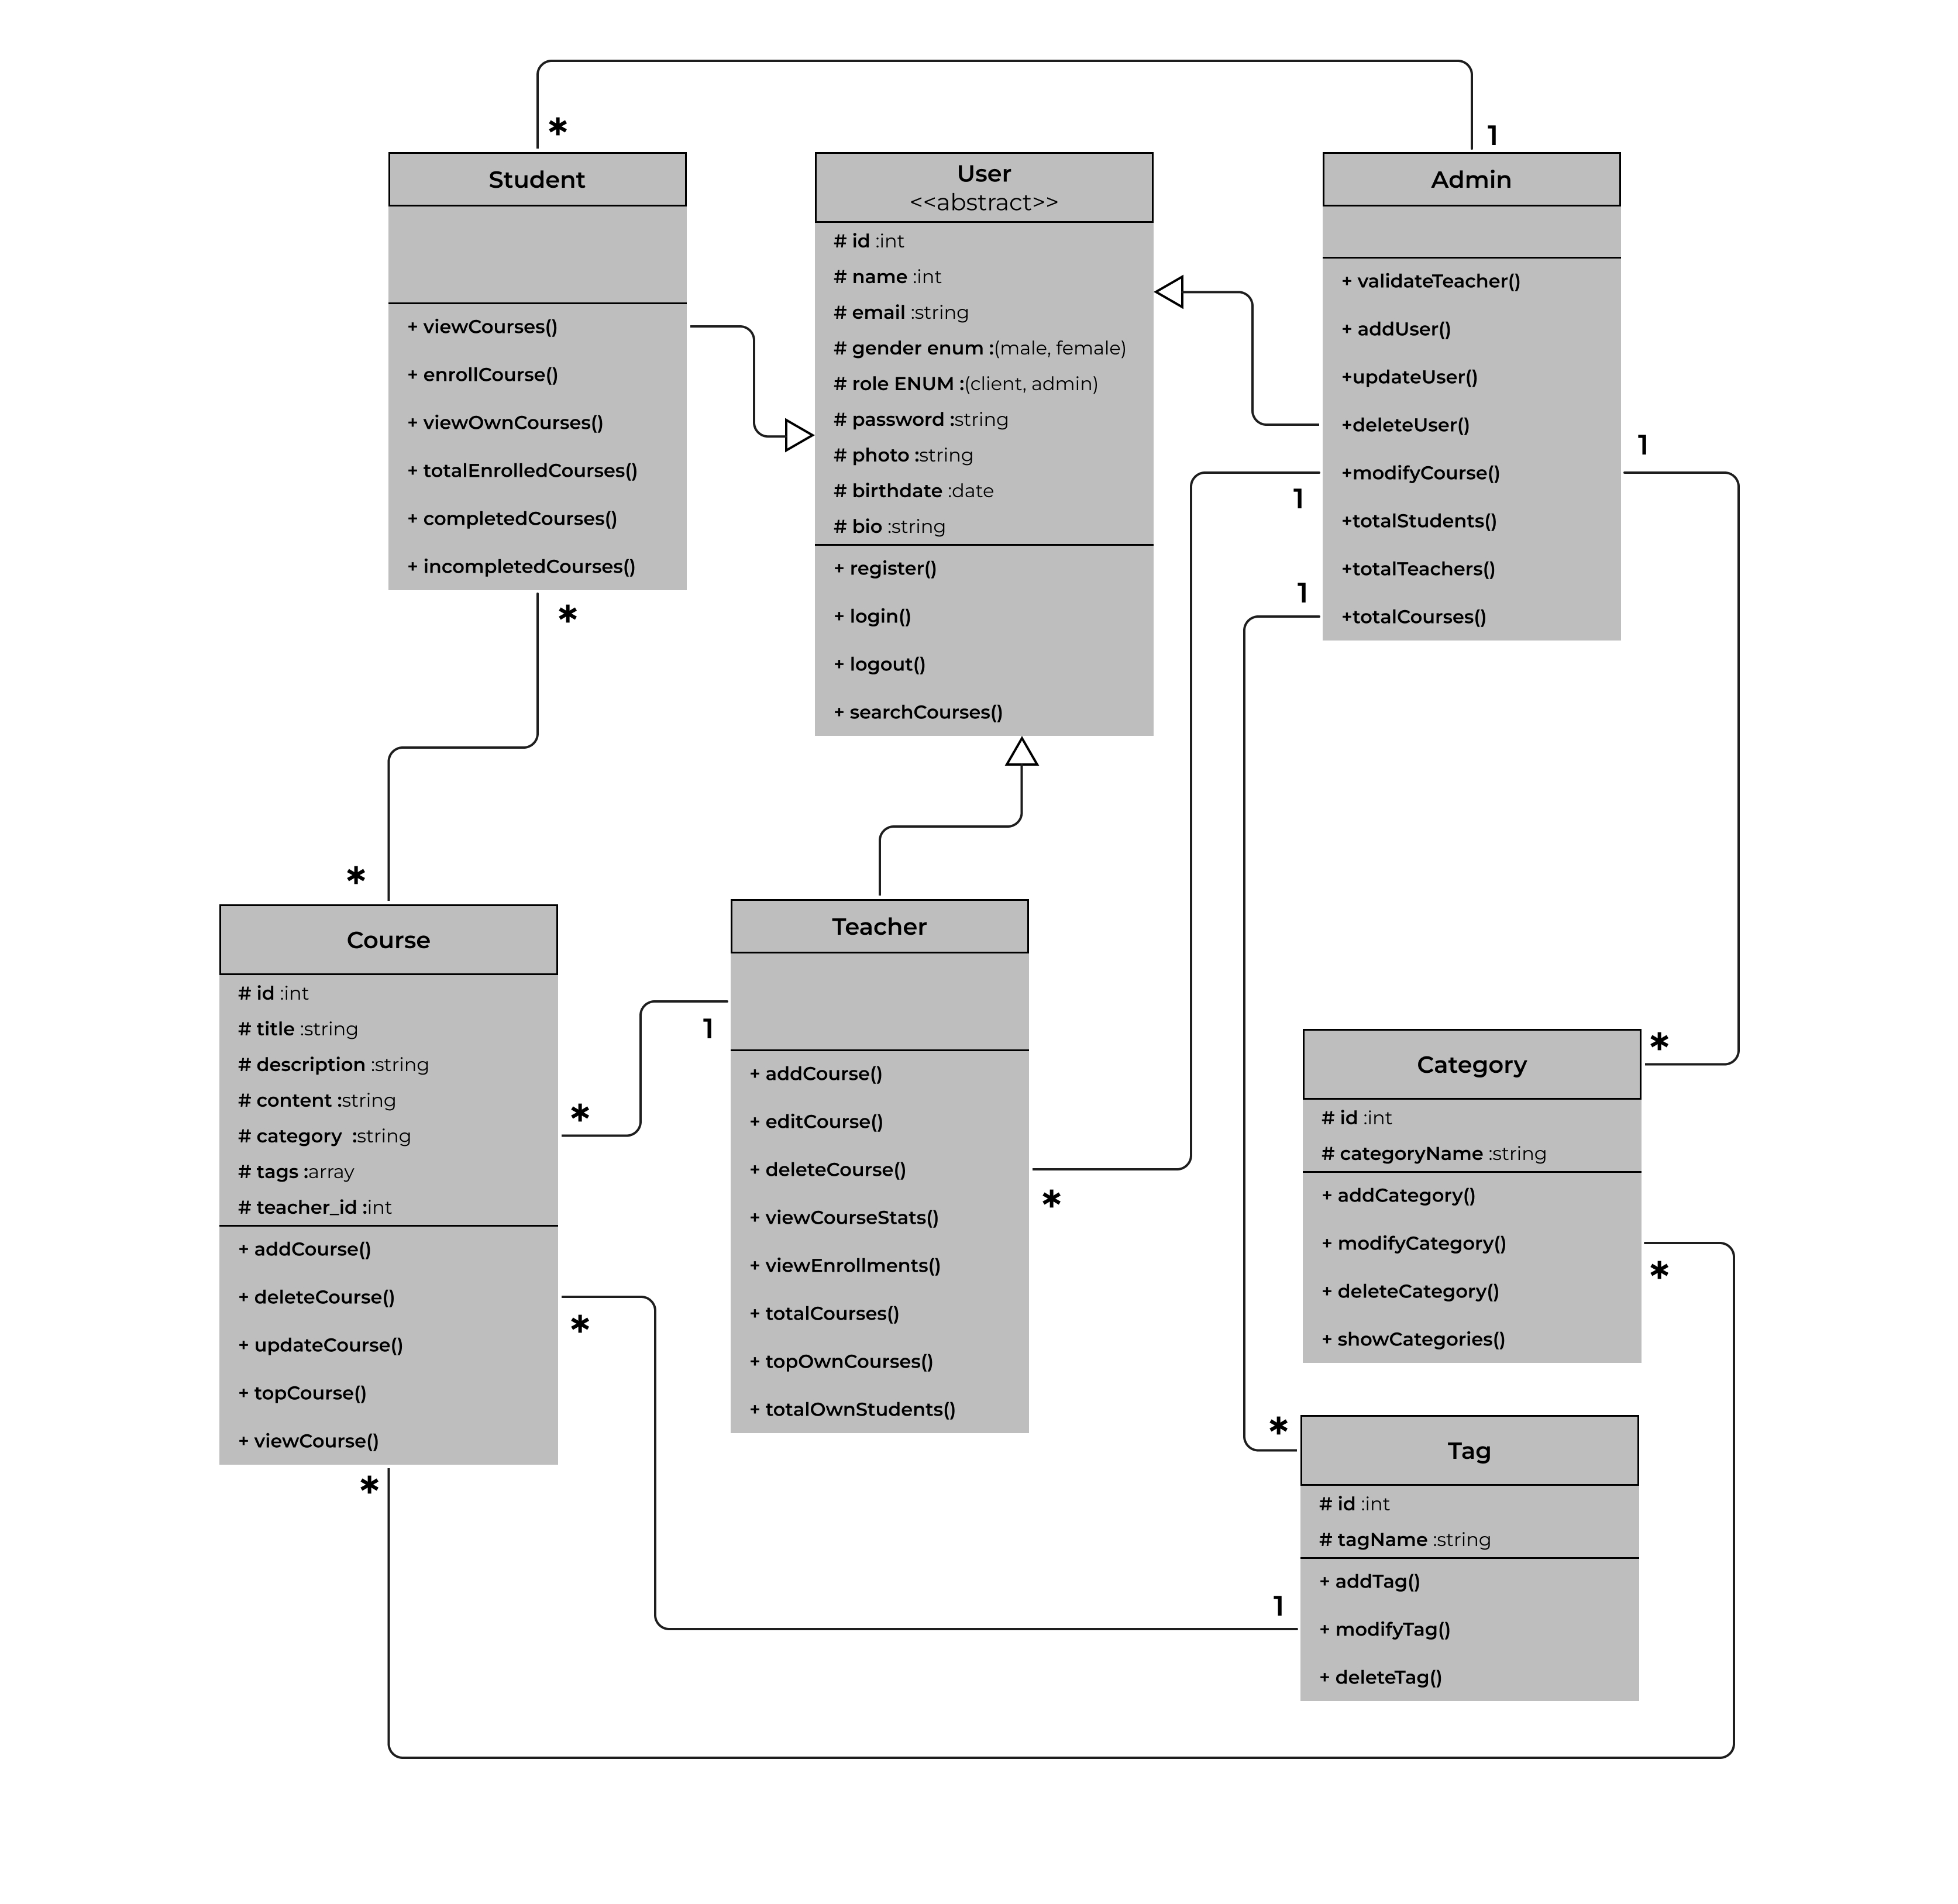 *
1
Student
+ viewCourses()
+ enrollCourse()
+ viewOwnCourses()
+ totalEnrolledCourses()
+ completedCourses()
+ incompletedCourses()
*
User
<<abstract>>
# id :int
# name :int
# email :string
# gender enum :(male, female)
# role ENUM :(client, admin)
# password :string
# photo :string
# birthdate :date
# bio :string
+ register()
+ login()
+ logout()
+ searchCourses()
Admin
+ validateTeacher()
+ addUser()
+updateUser()
+deleteUser()
+modifyCourse()
+totalStudents()
+totalTeachers()
+totalCourses()
1
1
1
*
Course
# id :int
# title :string
# description :string
# content :string
# category  :string
# tags :array
# teacher_id :int
+ addCourse()
+ deleteCourse()
+ updateCourse()
+ topCourse()
+ viewCourse()
*
*
*
1
Teacher
+ addCourse()
+ editCourse()
+ deleteCourse()
+ viewCourseStats()
+ viewEnrollments()
+ totalCourses()
+ topOwnCourses()
+ totalOwnStudents()
*
Category
# id :int
# categoryName :string
+ addCategory()
+ modifyCategory()
+ deleteCategory()
+ showCategories()
*
*
*
Tag
# id :int
# tagName :string
+ addTag()
+ modifyTag()
+ deleteTag()
1